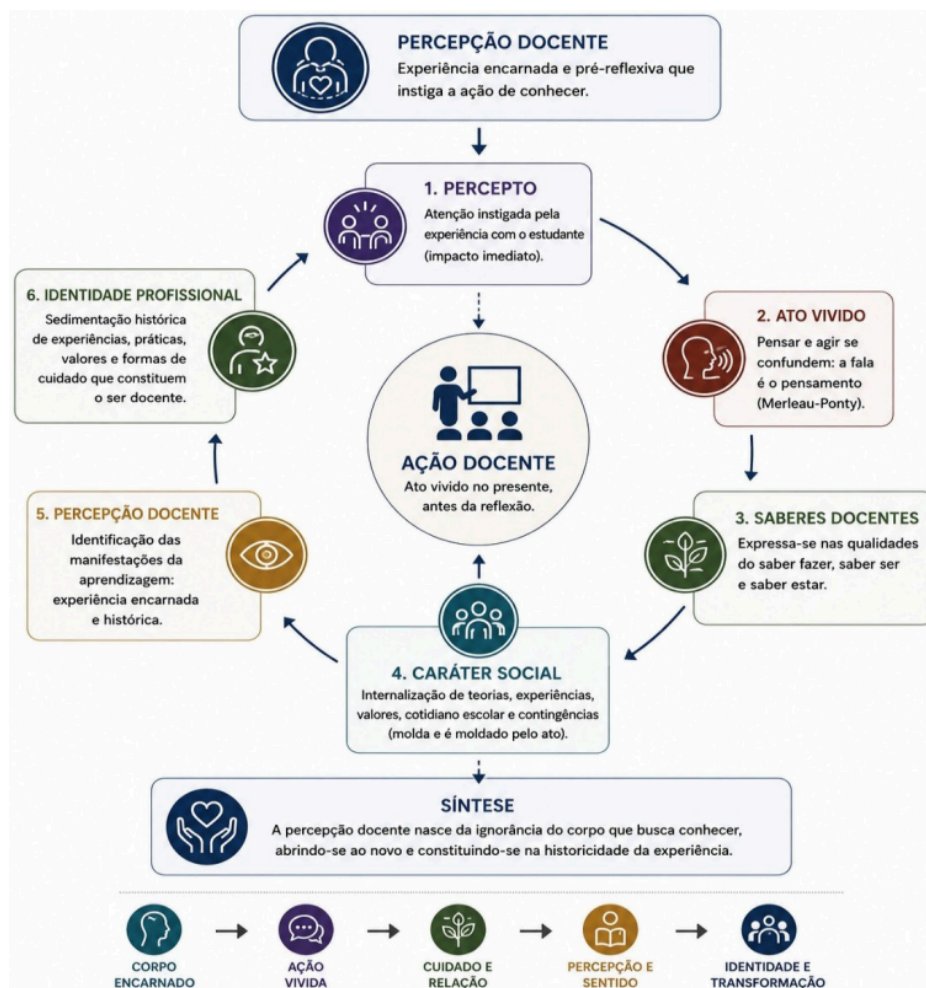 PERCEPÇÃO DOCENTE
Experiência encarnada e pré-reflexiva que
instiga a ação de conhecer.
1. PERCEPTO
Atenção instigada pela
experiência com o estudante
(impacto imediato).
2. ATO VIVIDO
Pensar e agir se
confundem: a fala
é o pensamento
(Merleau-Ponty).
3. SABERES DOCENTES
Expressa-se nas qualidades
do saber fazer, saber ser
e saber estar.
4. CARÁTER SOCIAL
Internalização de teorias, experiências,
valores, cotidiano escolar e contingências
(molda e é moldado pelo ato).
5. PERCEPÇÃO DOCENTE
Identificação das
manifestações da
aprendizagem:
experiência encarnada
e histórica.
6. IDENTIDADE PROFISSIONAL
Sedimentação histórica
de experiências, práticas,
valores e formas de
cuidado que constituem
o ser docente.
AÇÃO DOCENTE
Ato vivido no presente,
antes da reflexão.
SÍNTESE
A percepção docente nasce da ignorância do corpo que busca conhecer,
abrindo-se ao novo e constituindo-se na historicidade da experiência.
CORPO
ENCARNADO
AÇÃO
VIVIDA
CUIDADO E
RELAÇÃO
PERCEPÇÃO E
SENTIDO
IDENTIDADE E
TRANSFORMAÇÃO